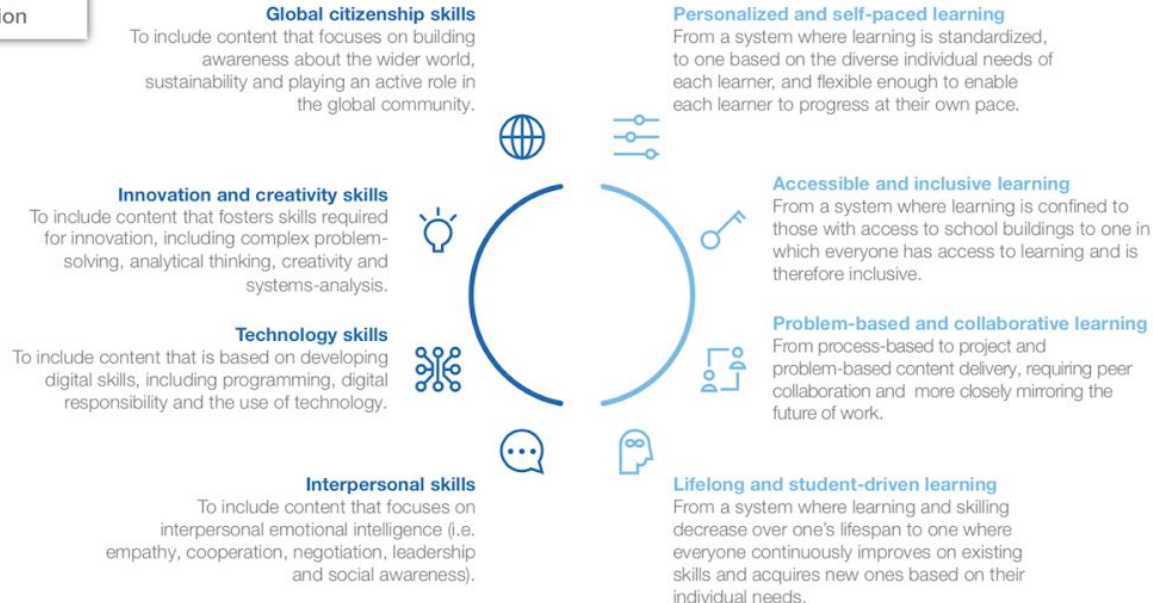 ion
Global citizenship skills
To include content that focuses on building
awareness about the wider world,
sustainability and playing an active role in
the global community.
Innovation and creativity skills
To include content that fosters skills required
for innovation, including complex problem-
solving, analytical thinking, creativity and
systems-analysis.
Technology skills
To include content that is based on developing
digital skills, including programming, digital
responsibility and the use of technology.
Interpersonal skills
To include content that focuses on
interpersonal emotional intelligence (i.e.
empathy, cooperation, negotiation, leadership
and social awareness).
Personalized and self-paced learning
From a system where learning is standardized,
to one based on the diverse individual needs of
each learner, and flexible enough to enable
each learner to progress at their own pace.
Accessible and inclusive learning
From a system where learning is confined to
those with access to school buildings to one in
which everyone has access to learning and is
therefore inclusive.
Problem-based and collaborative learning
From process-based to project and
problem-based content delivery, requiring peer
collaboration and more closely mirroring the
future of work.
Lifelong and student-driven learning
From a system where learning and skilling
decrease over one's lifespan to one where
everyone continuously improves on existing
skills and acquires new ones based on their
individual needs.